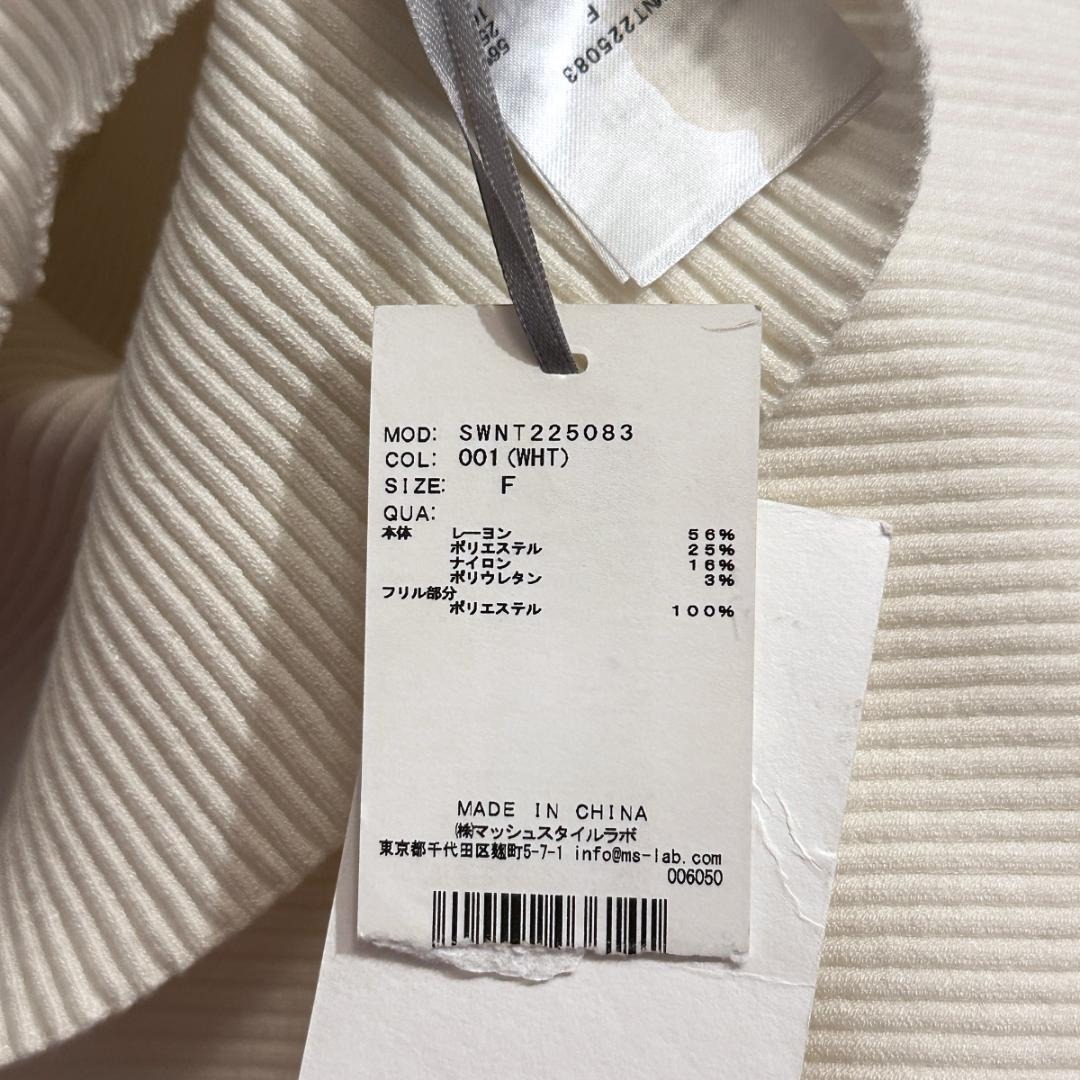 NT225083
F
56%
25%
MOD: SWNT225083
COL: 001(WHT)
SIZE: F
QUA:
本体 レーヨン 56%
ポリエステル 25%
ナイロン 16%
ポリウレタン 3%
フリル部分
ポリエステル 100%
MADE IN CHINA
㈱マッシュスタイルラボ
東京都千代田区麹町5-7-1 info@ms-lab.com
006050